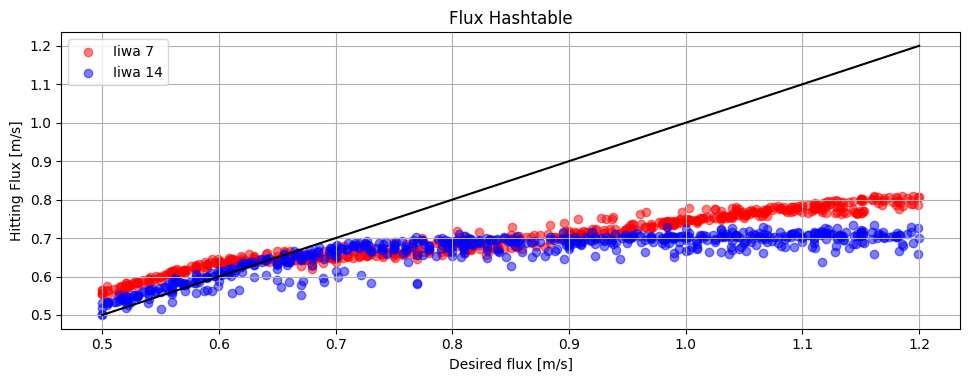 Flux Hashtable
Iiwa 7
Iiwa 14
Hitting Flux [m/s]
1.2
1.1
1.0
0.9
0.8
0.7
0.6
0.5
0.5 0.6 0.7 0.8 0.9 1.0 1.1 1.2
Desired flux [m/s]